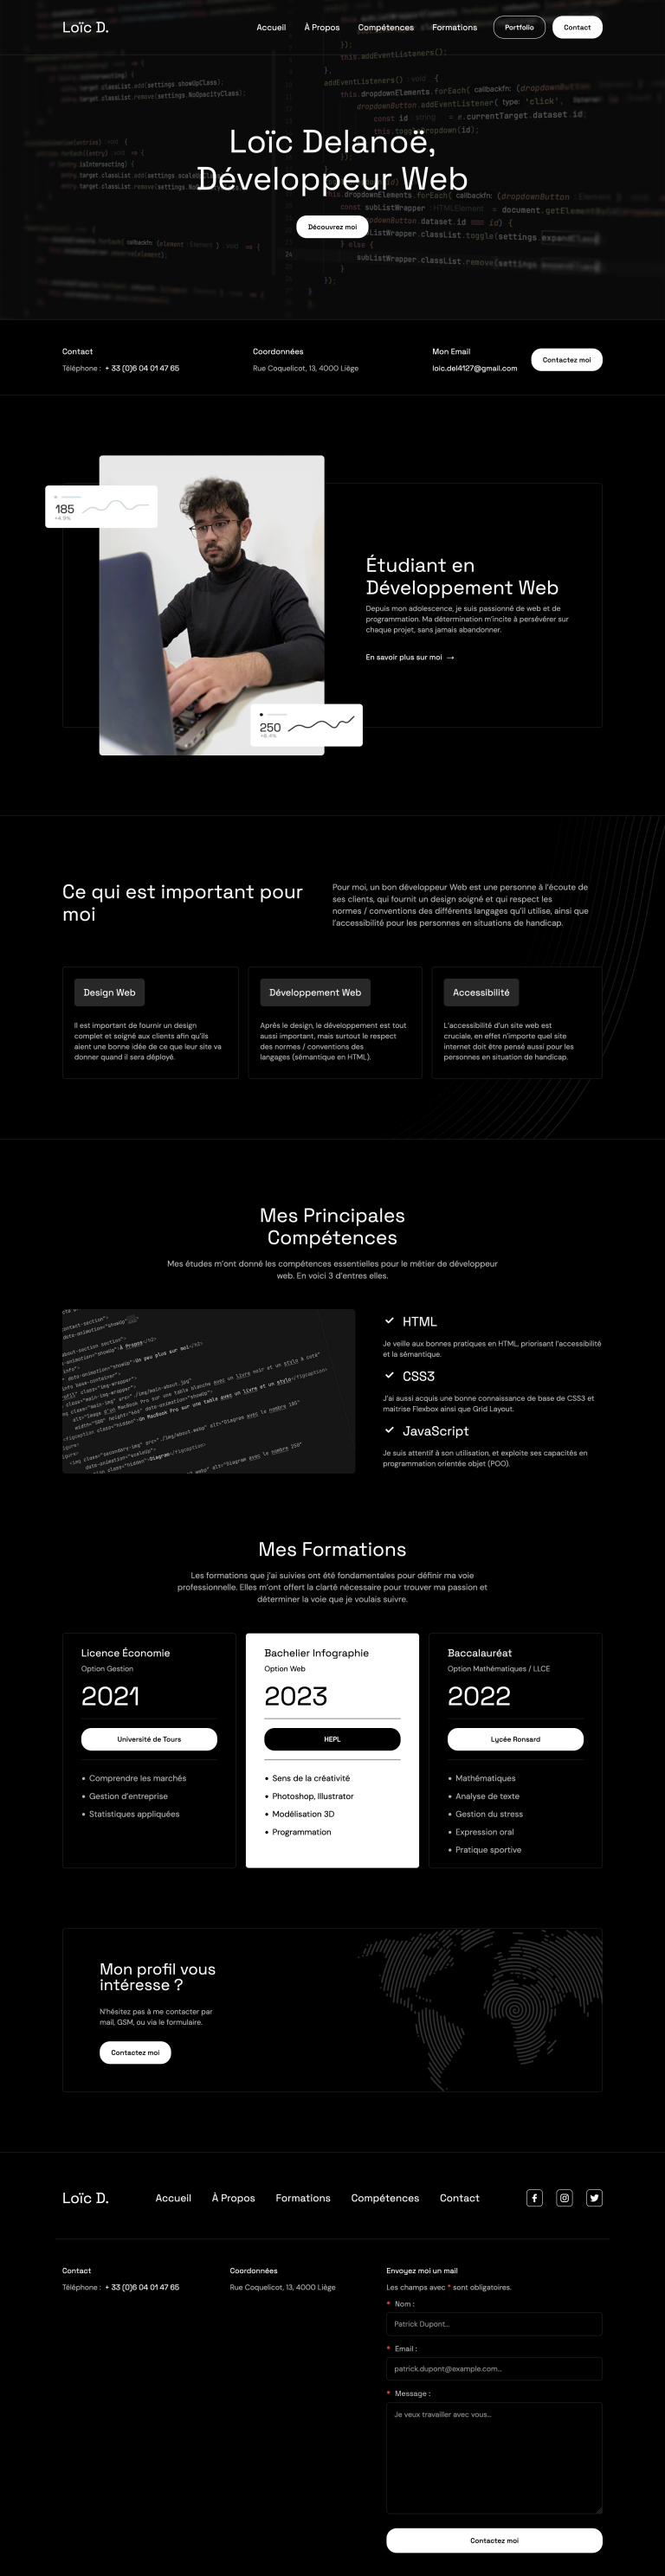 Loïc D.
Accueil
À Propos
Compétences
Formations
Portfolio
Contact
Loïc Delanoë,
Développeur Web
Découvrez moi
Contact
Téléphone : + 33 (0)6 04 01 47 65
Coordonnées
Rue Coquelicot, 13, 4000 Liège
Mon Email
loic.del4127@gmail.com
Contactez moi
185
+4.9%
250
+8.4%
Étudiant en
Développement Web
Depuis mon adolescence, je suis passionné de web et de
programmation. Ma détermination m'incite à persévérer sur
chaque projet, sans jamais abandonner.
En savoir plus sur moi →
Ce qui est important pour
moi
Pour moi, un bon développeur Web est une personne à l'écoute de
ses clients, qui fournit un design soigné et qui respect les
normes / conventions des différents langages qu'il utilise, ainsi que
l'accessibilité pour les personnes en situations de handicap.
Design Web
Il est important de fournir un design
complet et soigné aux clients afin qu'ils
aient une bonne idée de ce que leur site va
donner quand il sera déployé.
Développement Web
Après le design, le développement est tout
aussi important, mais surtout le respect
des normes / conventions des
langages (sémantique en HTML).
Accessibilité
L'accessibilité d'un site web est
cruciale, en effet n'importe quel site
internet doit être pensé aussi pour les
personnes en situation de handicap.
Mes Principales
Compétences
Mes études m'ont donné les compétences essentielles pour le métier de développeur
web. En voici 3 d'entres elles.
HTML
Je veille aux bonnes pratiques en HTML, priorisant l'accessibilité
et la sémantique.
CSS3
J'ai aussi acquis une bonne connaissance de base de CSS3 et
maitrise Flexbox ainsi que Grid Layout.
JavaScript
Je suis attentif à son utilisation, et exploite ses capacités en
programmation orientée objet (POO).
Mes Formations
Les formations que j'ai suivies ont été fondamentales pour définir ma voie
professionnelle. Elles m'ont offert la clarté nécessaire pour trouver ma passion et
déterminer la voie que je voulais suivre.
Licence Économie
Option Gestion
2021
Université de Tours
• Comprendre les marchés
• Gestion d'entreprise
• Statistiques appliquées
Bachelier Infographie
Option Web
2023
HEPL
• Sens de la créativité
• Photoshop, Illustrator
• Modélisation 3D
• Programmation
Baccalauréat
Option Mathématiques / LLCE
2022
Lycée Ronsard
• Mathématiques
• Analyse de texte
• Gestion du stress
• Expression oral
• Pratique sportive
Mon profil vous
intéresse ?
N'hésitez pas à me contacter par
mail, GSM, ou via le formulaire.
Contactez moi
Loïc D.
Accueil
À Propos
Formations
Compétences
Contact
Contact
Téléphone : + 33 (0)6 04 01 47 65
Coordonnées
Rue Coquelicot, 13, 4000 Liège
Envoyez moi un mail
Les champs avec * sont obligatoires.
* Nom :
Patrick Dupont...
* Email :
patrick.dupont@example.com...
* Message :
Je veux travailler avec vous...
Contactez moi